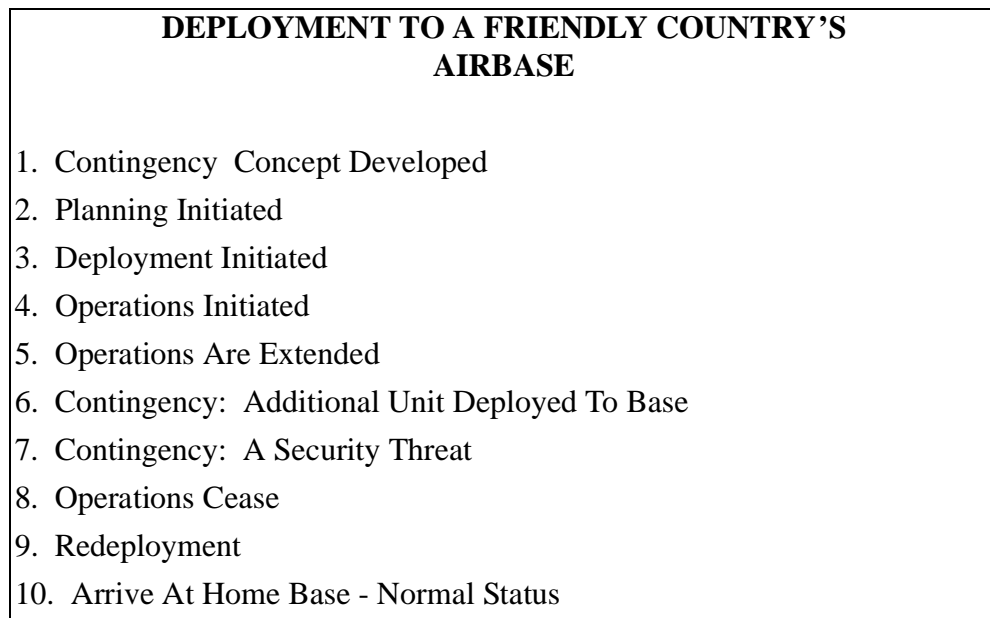 DEPLOYMENT TO A FRIENDLY COUNTRY’S
AIRBASE
1. Contingency Concept Developed
2. Planning Initiated
3. Deployment Initiated
4. Operations Initiated
5. Operations Are Extended
6. Contingency: Additional Unit Deployed To Base
7. Contingency: A Security Threat
8. Operations Cease
9. Redeployment
10. Arrive At Home Base - Normal Status